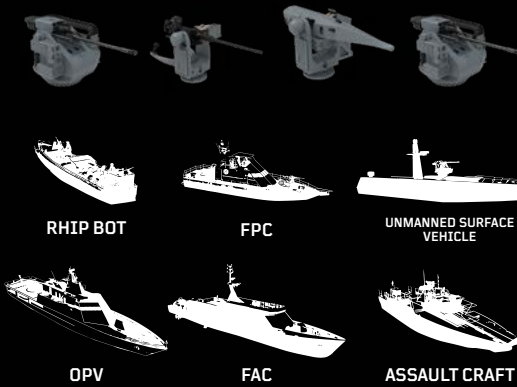 RHIP BOT
FPC
UNMANNED SURFACE
VEHICLE
OPV
FAC
ASSAULT CRAFT